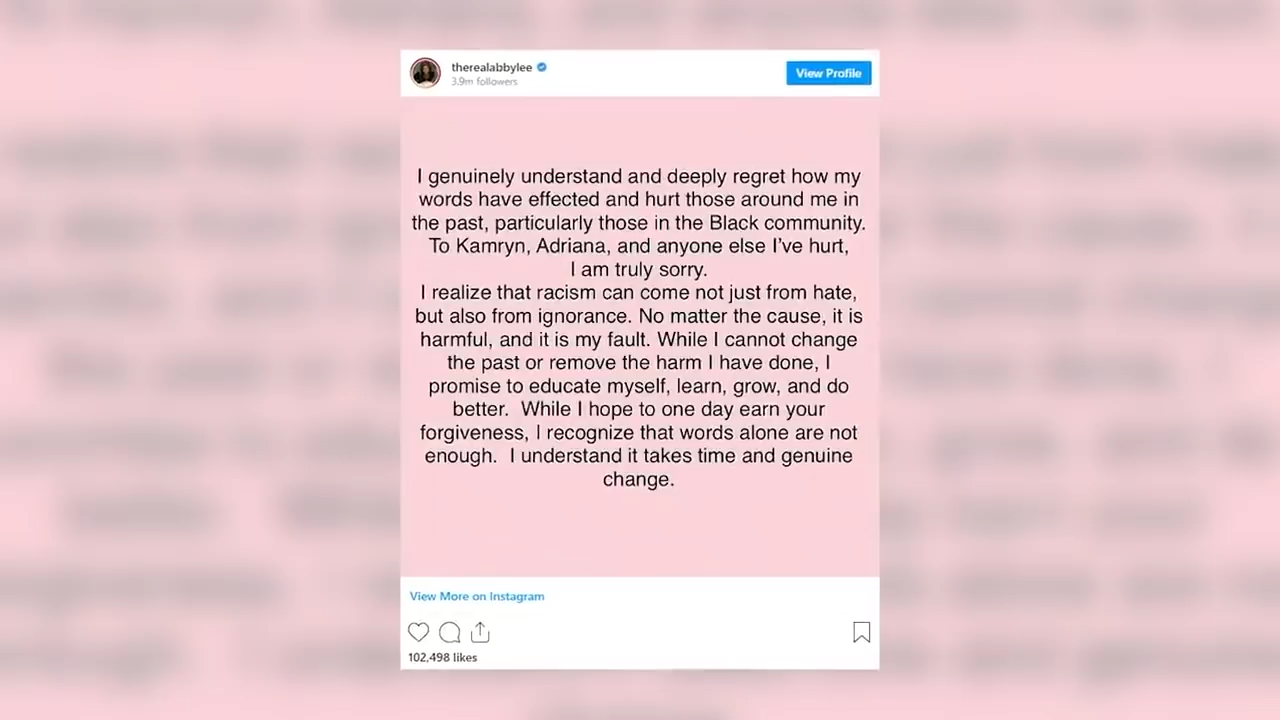 therealabbylee
3.9m followers
View Profile
I genuinely understand and deeply regret how my
words have effected and hurt those around me in
the past, particularly those in the Black community.
To Kamryn, Adriana, and anyone else I've hurt,
I am truly sorry.
I realize that racism can come not just from hate,
but also from ignorance. No matter the cause, it is
harmful, and it is my fault. While I cannot change
the past or remove the harm I have done, I
promise to educate myself, learn, grow, and do
better.  While I hope to one day earn your
forgiveness, I recognize that words alone are not
enough.  I understand it takes time and genuine
change.
View More on Instagram
102,498 likes